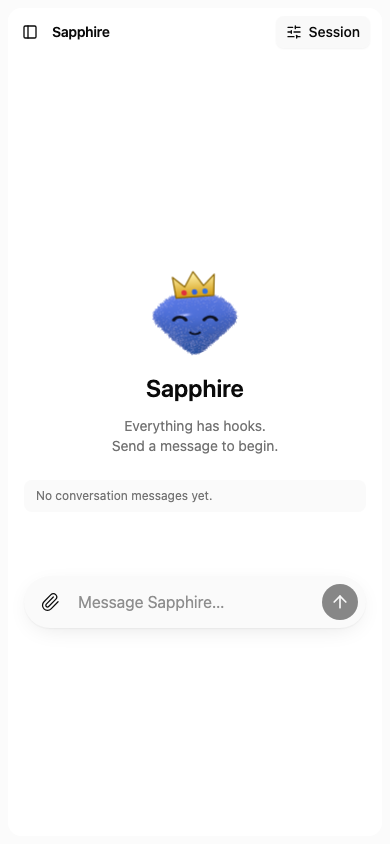 Sapphire
Session
Sapphire
Everything has hooks.
Send a message to begin.
No conversation messages yet.
Message Sapphire...